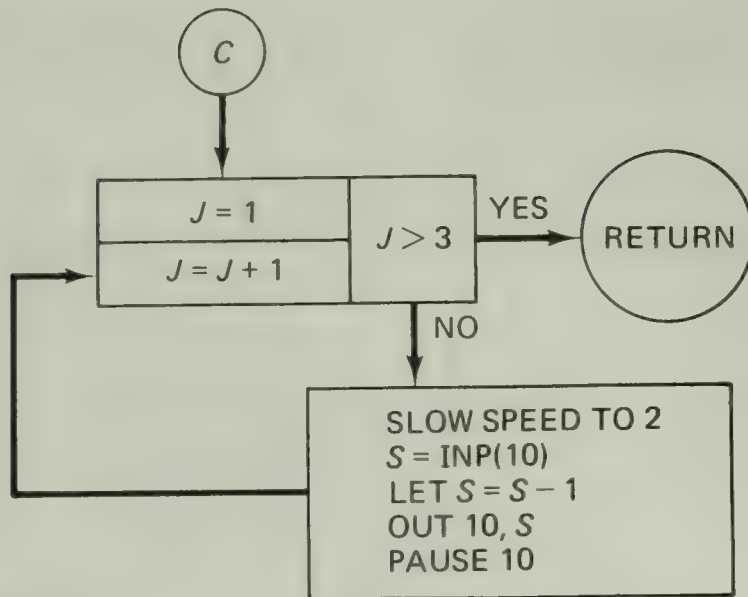 C
J = 1
J = J + 1
J > 3
YES
RETURN
NO
SLOW SPEED TO 2
S = INP(10)
LET S = S − 1
OUT 10, S
PAUSE 10